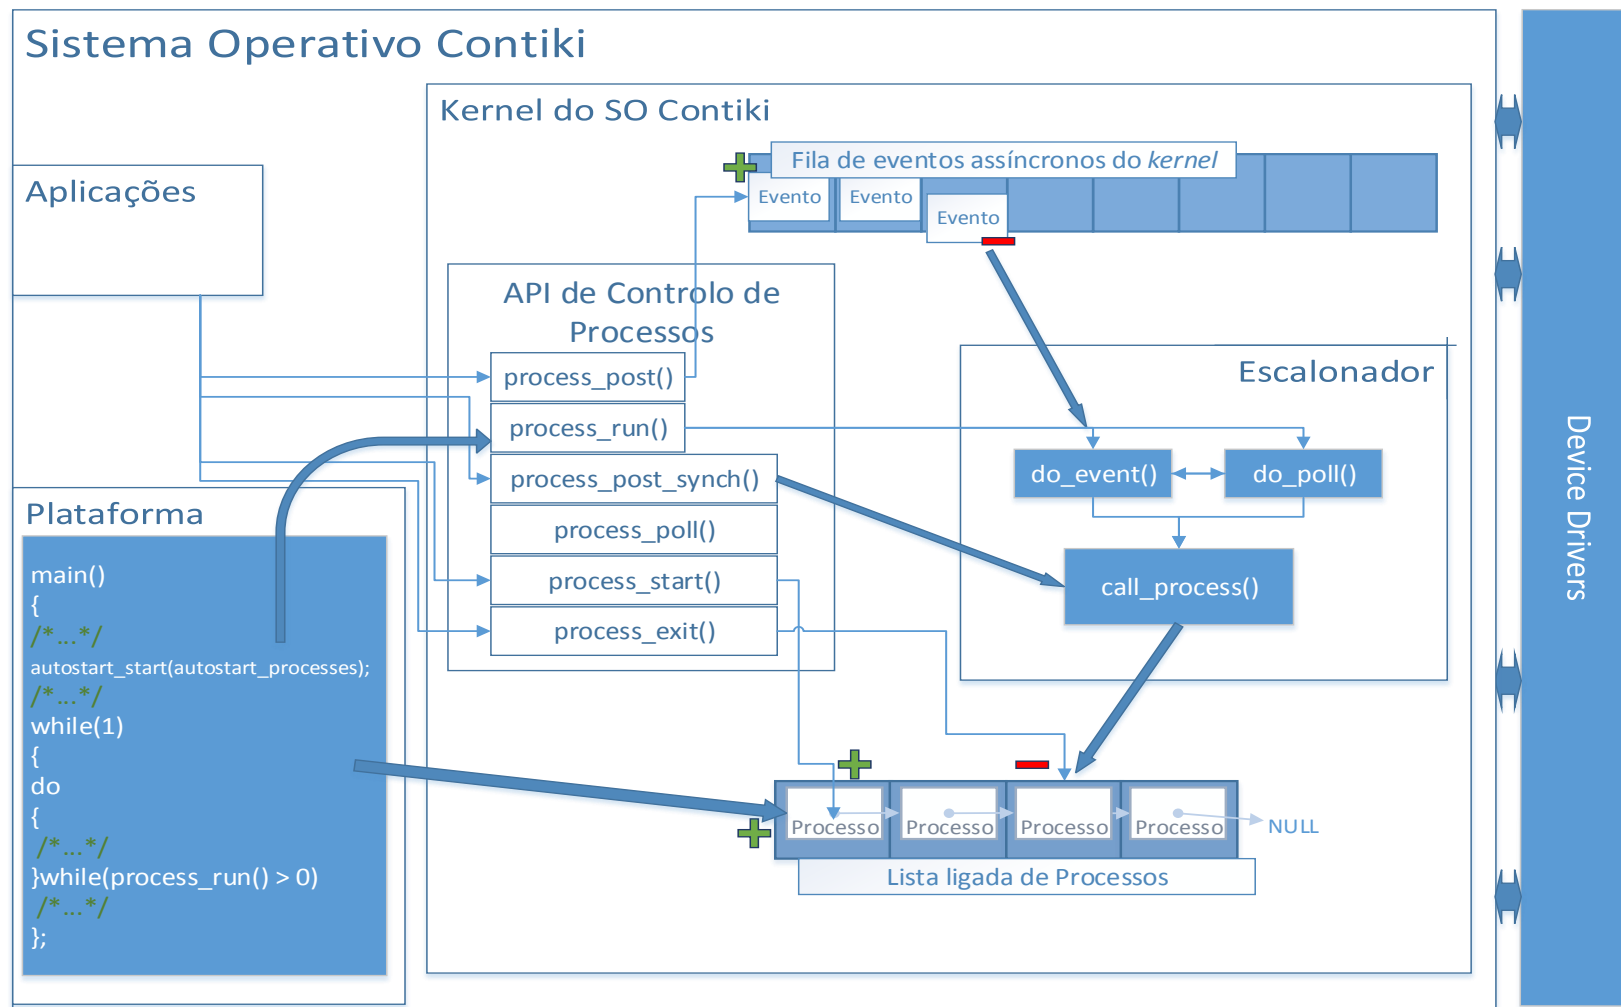 Sistema Operativo Contiki
Kernel do SO Contiki
Fila de eventos assíncronos do kernel
Evento
Evento
Evento
Aplicações
API de Controlo de
Processos
process_post()
process_run()
process_post_synch()
process_poll()
process_start()
process_exit()
Escalonador
do_event()
do_poll()
call_process()
Plataforma
main()
{
/*...*/
autostart_start(autostart_processes);
/*...*/
while(1)
{
do
{
/*...*/
}while(process_run() > 0)
/*...*/
};
Processo
Processo
Processo
Processo
NULL
Lista ligada de Processos
Device Drivers